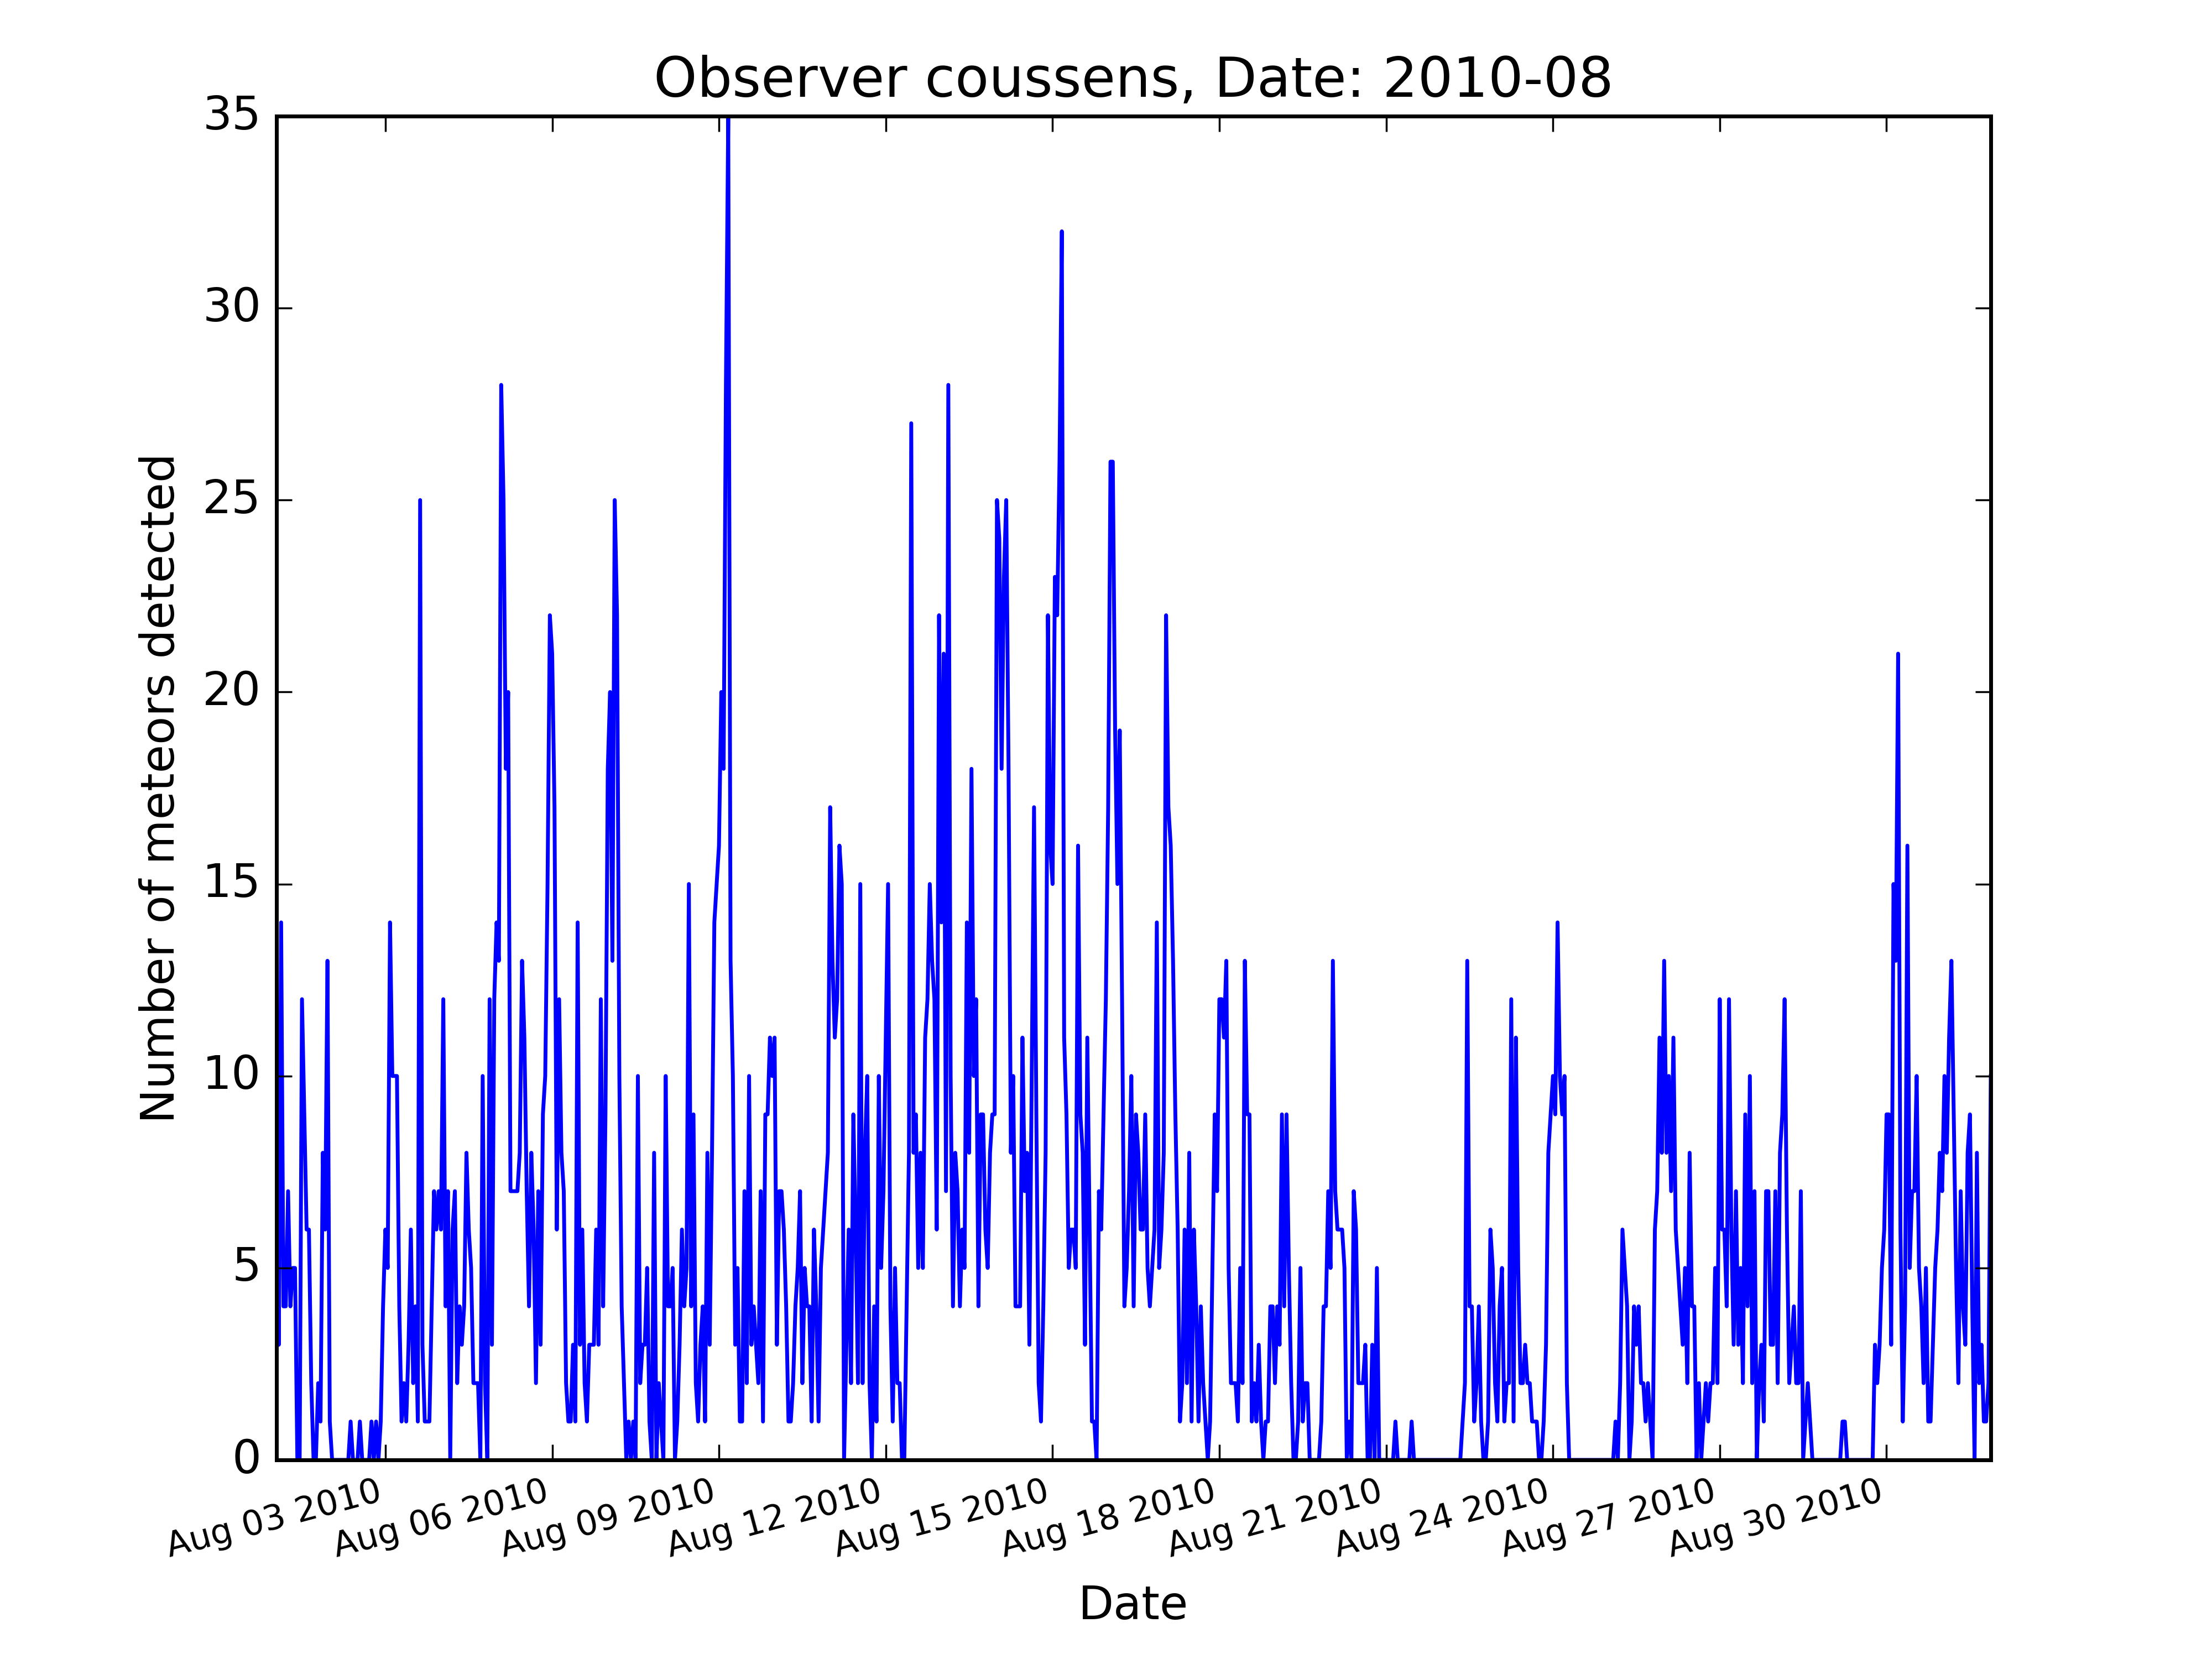 Observer coussens, Date: 2010-08
35
30
25
20
15
10
5
0
Number of meteors detected
Aug 03 2010
Aug 06 2010
Aug 09 2010
Aug 12 2010
Aug 15 2010
Aug 18 2010
Aug 21 2010
Aug 24 2010
Aug 27 2010
Aug 30 2010
Date